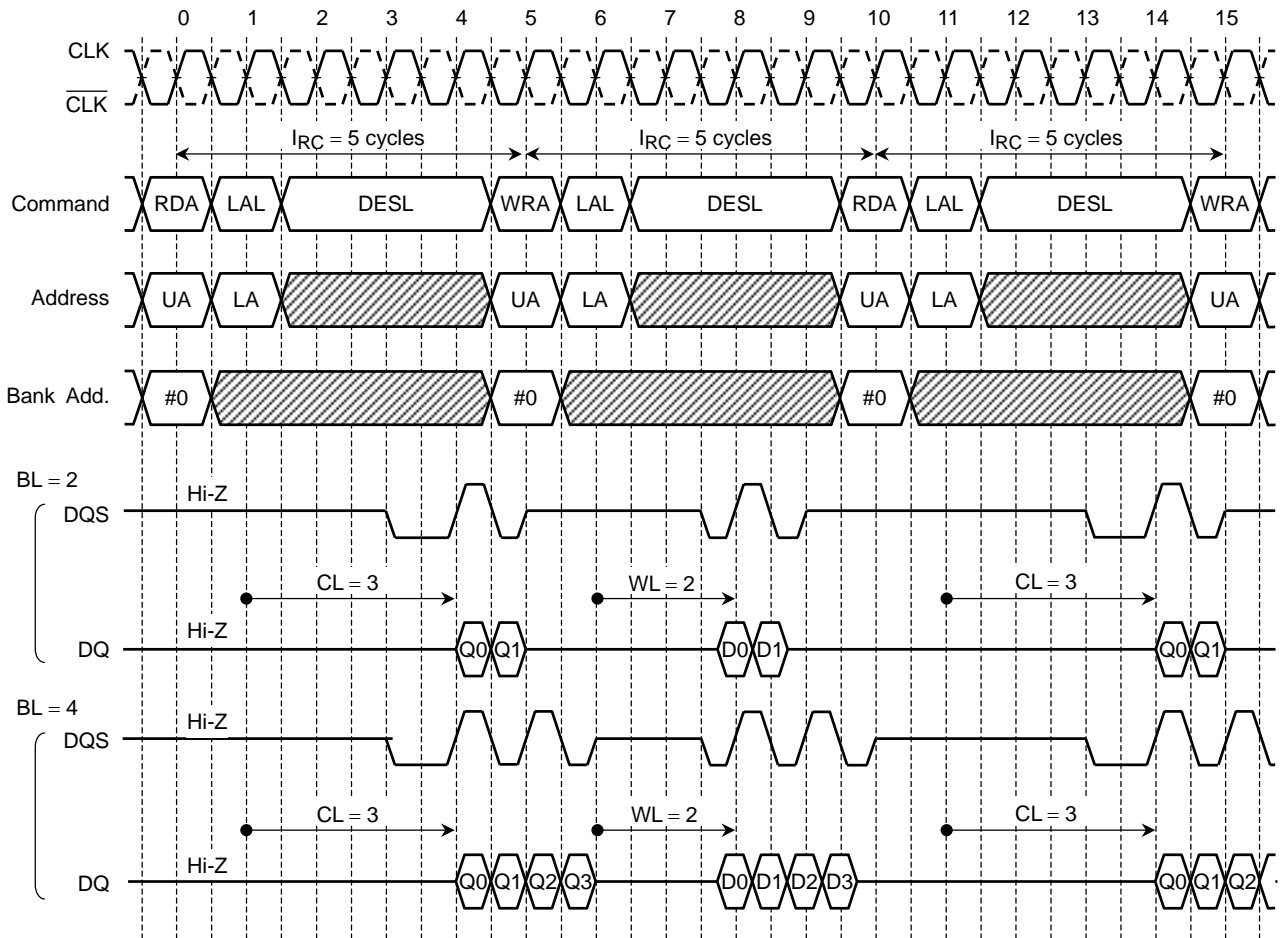 0 1 2 3 4 5 6 7 8 9 10 11 12 13 14 15
CLK
C̅L̅K̅
IRC = 5 cycles IRC = 5 cycles IRC = 5 cycles
Command RDA LAL DESL WRA LAL DESL RDA LAL DESL WRA
Address UA LA UA LA UA LA UA
Bank Add. #0 #0 #0 #0
BL = 2
Hi-Z
DQS
CL = 3 WL = 2 CL = 3
Hi-Z
DQ Q0 Q1 D0 D1 Q0 Q1
BL = 4
Hi-Z
DQS
CL = 3 WL = 2 CL = 3
Hi-Z
DQ Q0 Q1 Q2 Q3 D0 D1 D2 D3 Q0 Q1 Q2